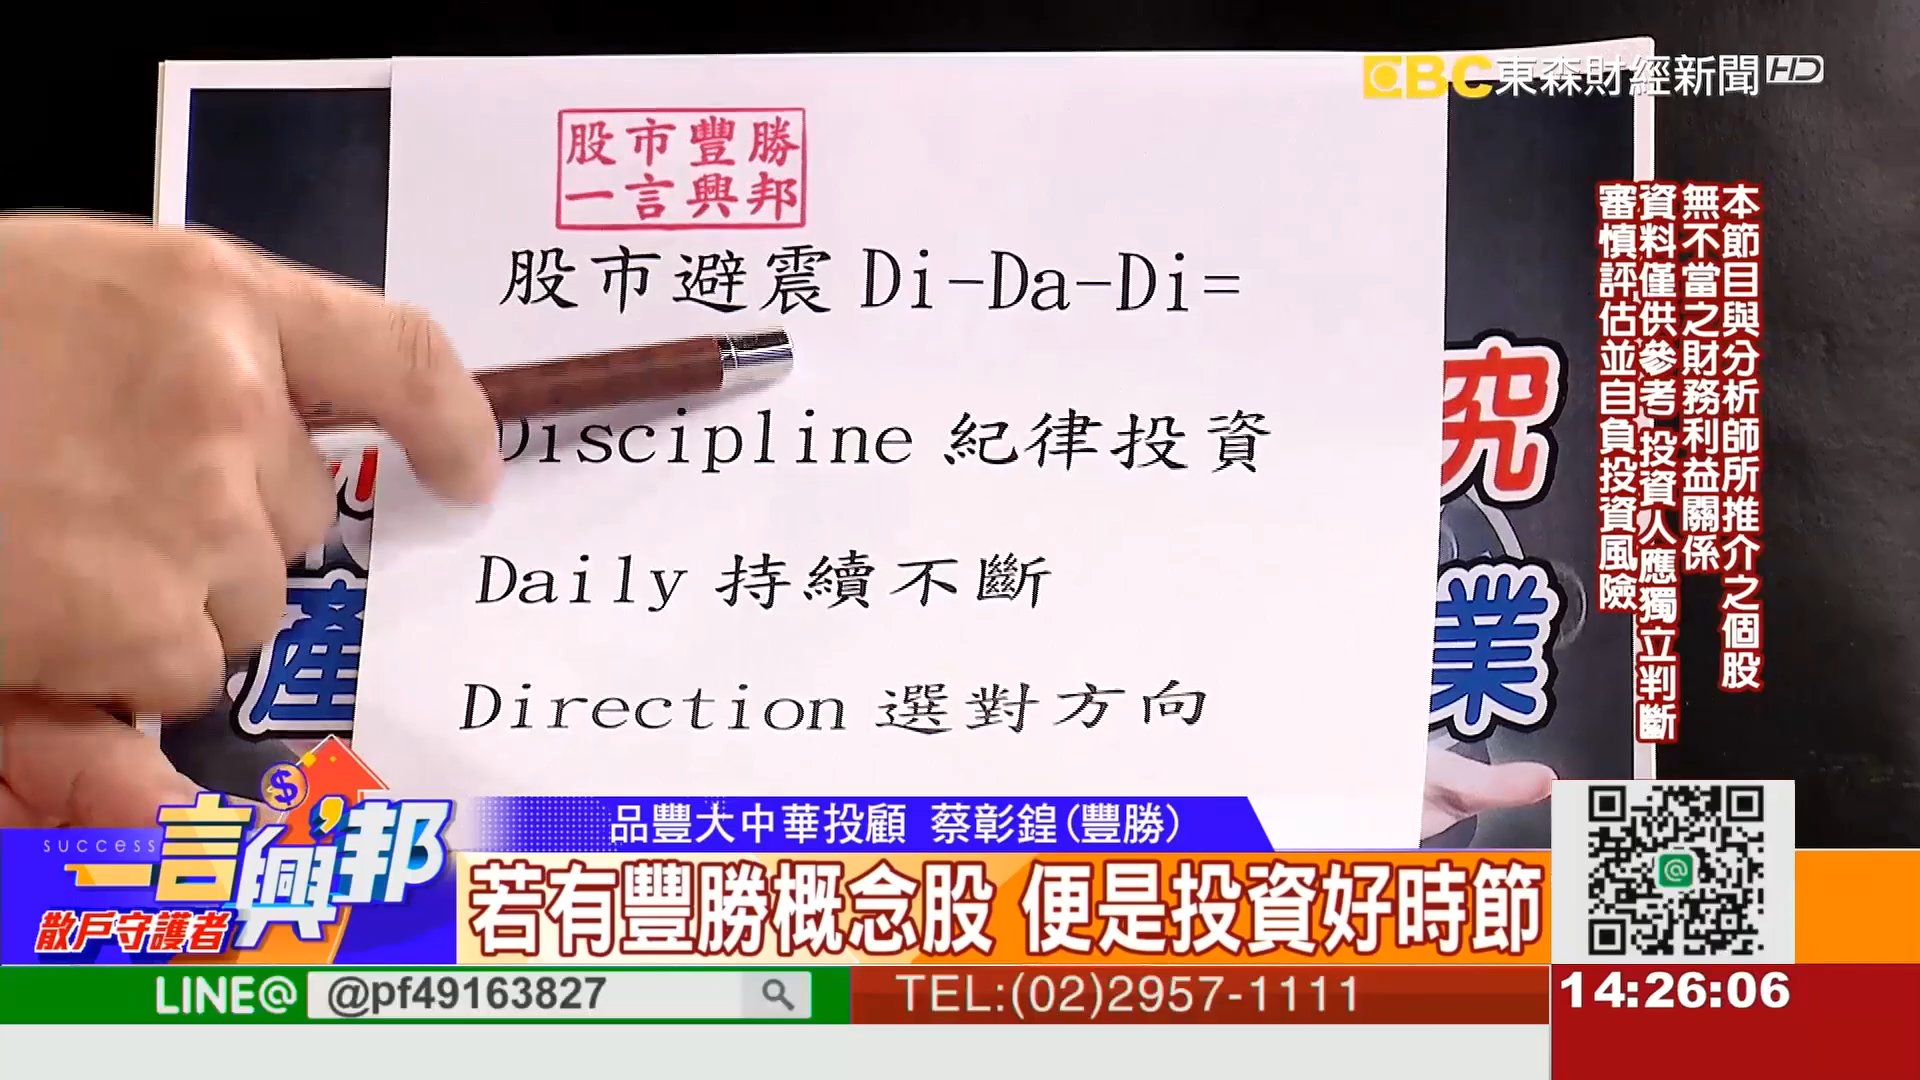 EBC東森財經新聞HD
股市豐勝
一言興邦
股市避震 Di-Da-Di=
Discipline 紀律投資
Daily 持續不斷
Direction 選對方向
究
產
業
本節目與分析師所推介之個股
無不當之財務利益關係
資料僅供參考 投資人應獨立判斷
審慎評估並自負投資風險
success
一言興邦
散戶守護者
品豐大中華投顧 蔡彰鍠(豐勝)
若有豐勝概念股 便是投資好時節
LINE@ @pf49163827
TEL:(02)2957-1111
14:26:06